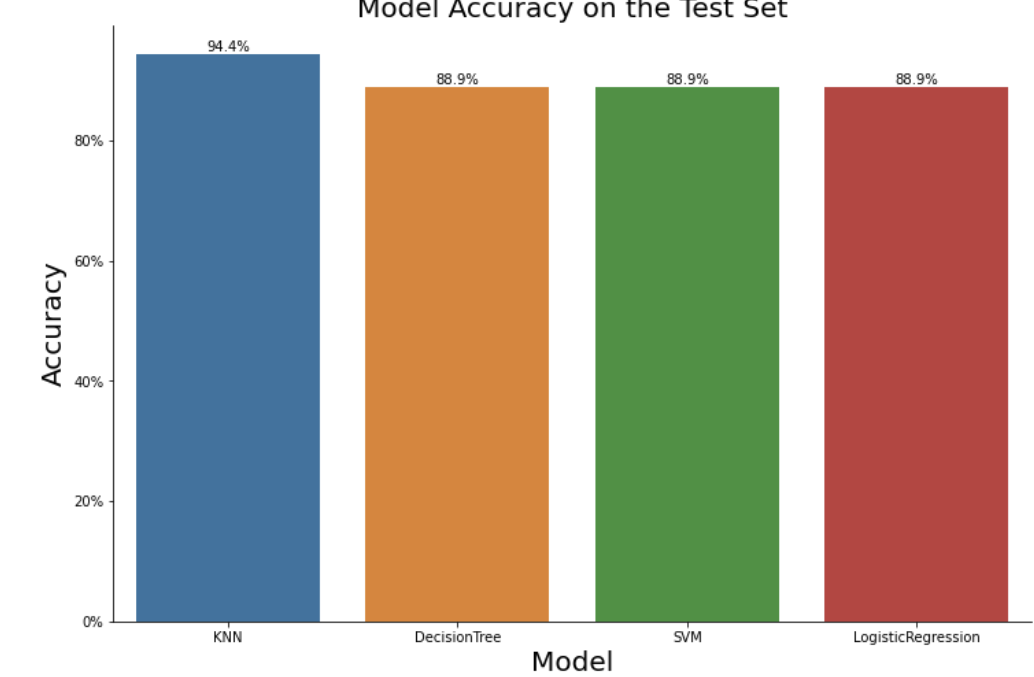 Model Accuracy on the Test Set
94.4%
88.9% 88.9% 88.9%
80%
60%
Accuracy
40%
20%
0%
KNN DecisionTree SVM LogisticRegression
Model